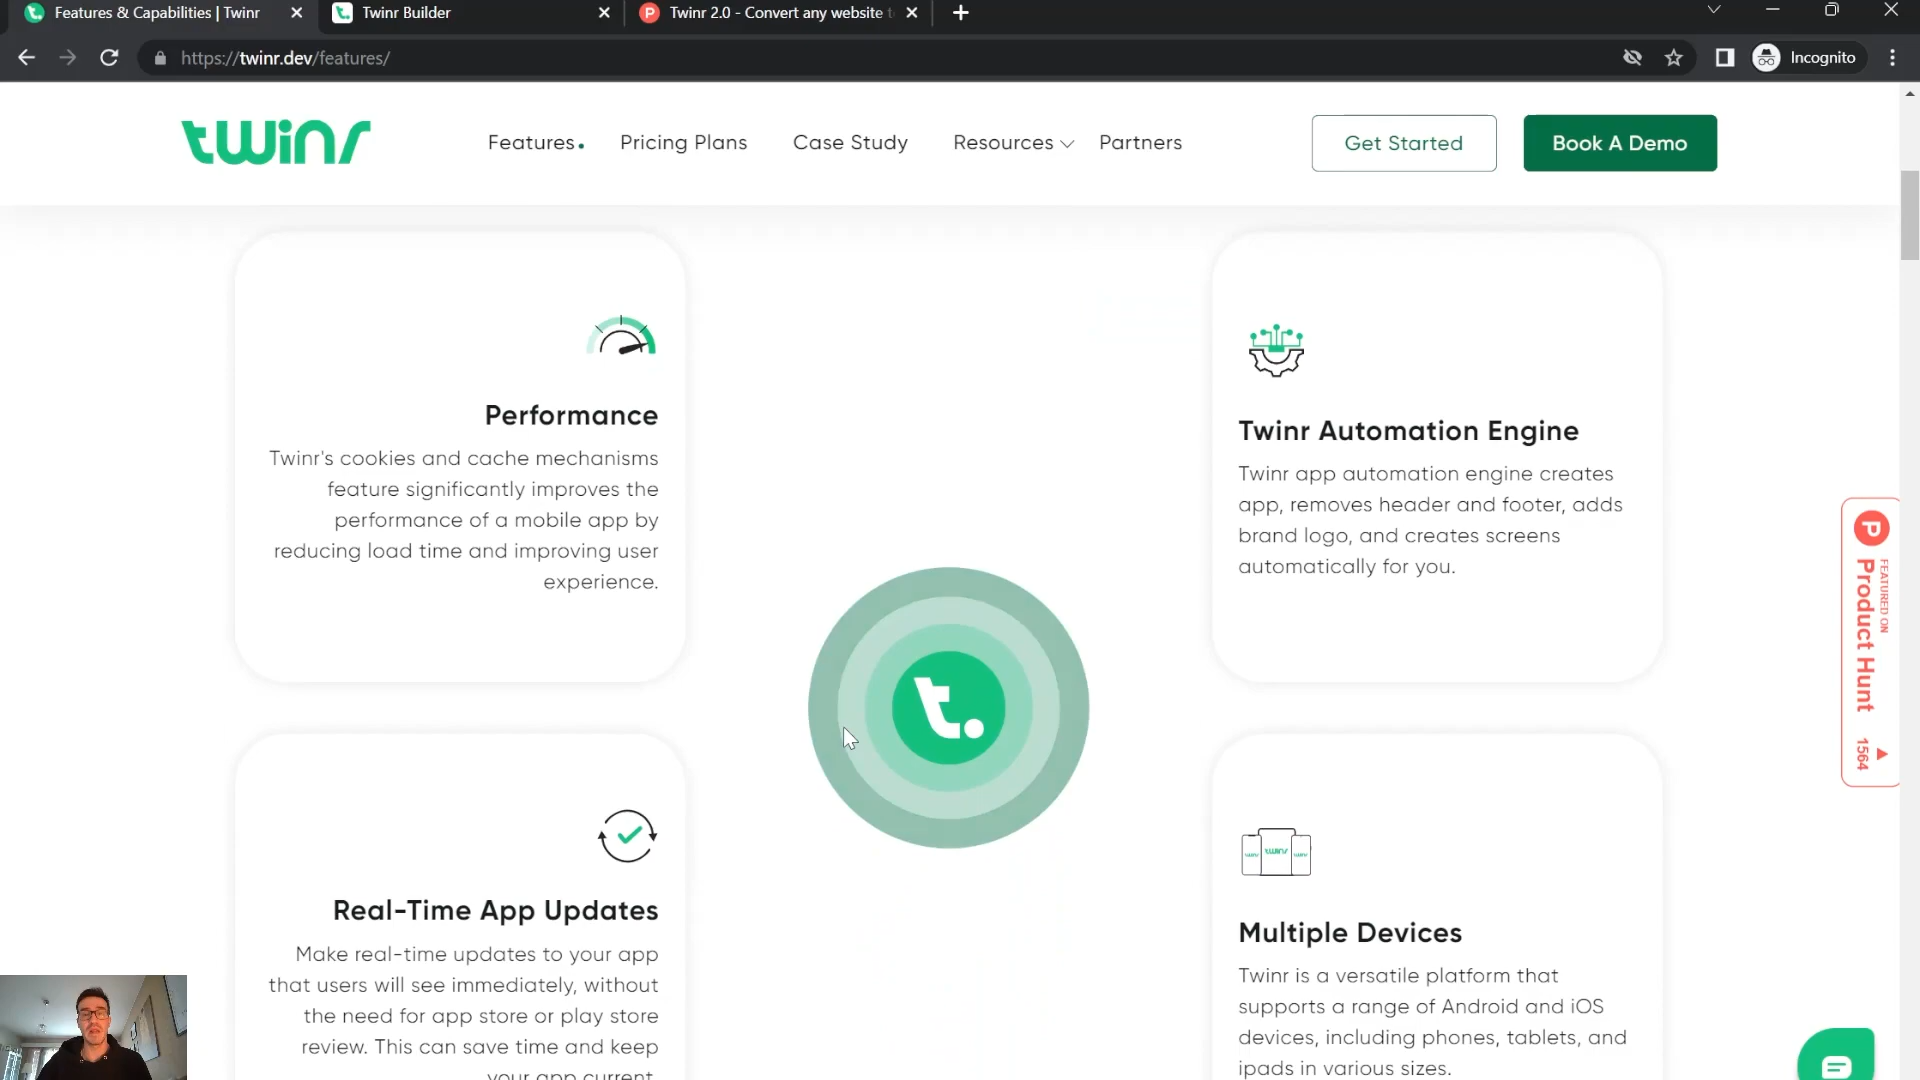 Features & Capabilities | Twinr
Twinr Builder
Twinr 2.0 - Convert any website t
https://twinr.dev/features/
Incognito
twinr
Features
Pricing Plans
Case Study
Resources
Partners
Get Started
Book A Demo
Performance
Twinr's cookies and cache mechanisms
feature significantly improves the
performance of a mobile app by
reducing load time and improving user
experience.
Twinr Automation Engine
Twinr app automation engine creates
app, removes header and footer, adds
brand logo, and creates screens
automatically for you.
t.
P
FEATURED ON
Product Hunt
1564
Real-Time App Updates
Make real-time updates to your app
that users will see immediately, without
the need for app store or play store
review. This can save time and keep
your app current.
twinr
twinr
twinr
Multiple Devices
Twinr is a versatile platform that
supports a range of Android and iOS
devices, including phones, tablets, and
ipads in various sizes.